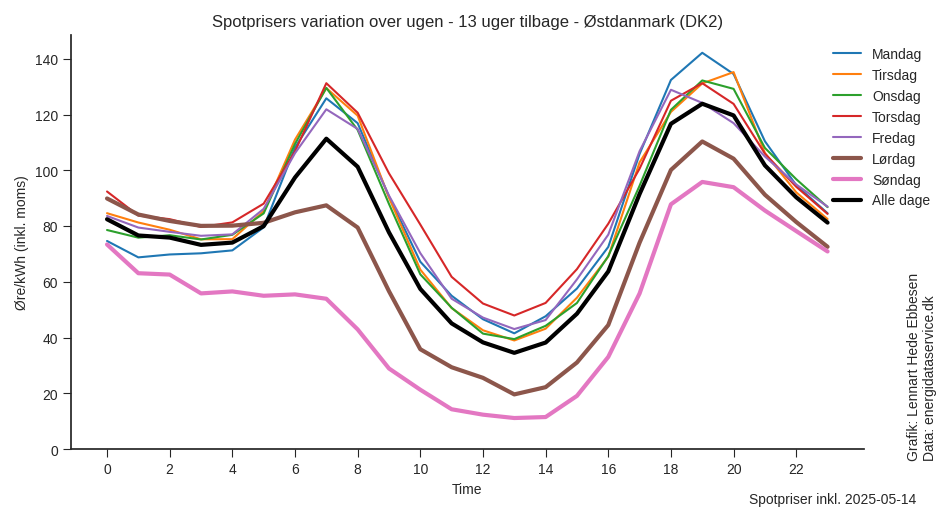 Spotprisers variation over ugen - 13 uger tilbage - Østdanmark (DK2)
Øre/kWh (inkl. moms)
140
120
100
80
60
40
20
0
0 2 4 6 8 10 12 14 16 18 20 22
Time
Mandag
Tirsdag
Onsdag
Torsdag
Fredag
Lørdag
Søndag
Alle dage
Grafik: Lennart Hede Ebbesen
Data: energidataservice.dk
Spotpriser inkl. 2025-05-14